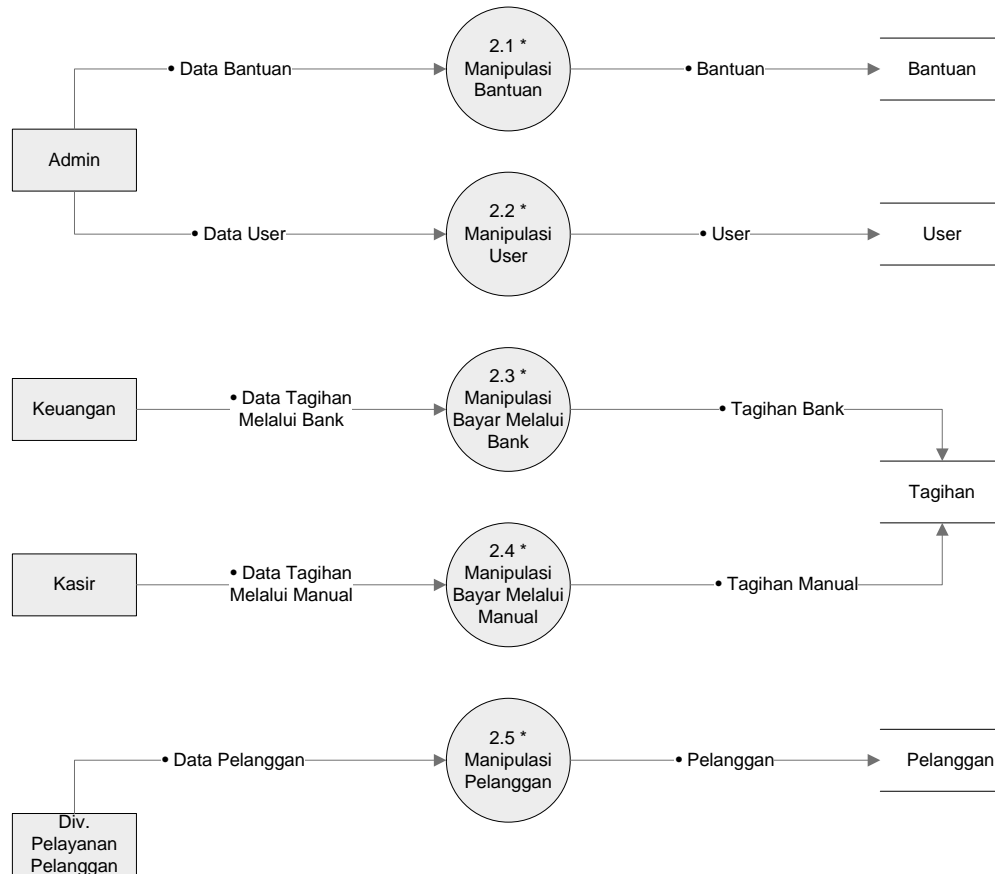 2.1 *
Manipulasi
Bantuan
• Data Bantuan
• Bantuan
Bantuan
Admin
2.2 *
Manipulasi
User
• Data User
• User
User
2.3 *
Manipulasi
Bayar Melalui
Bank
Keuangan
• Data Tagihan
Melalui Bank
• Tagihan Bank
Tagihan
2.4 *
Manipulasi
Bayar Melalui
Manual
Kasir
• Data Tagihan
Melalui Manual
• Tagihan Manual
2.5 *
Manipulasi
Pelanggan
• Data Pelanggan
• Pelanggan
Pelanggan
Div.
Pelayanan
Pelanggan